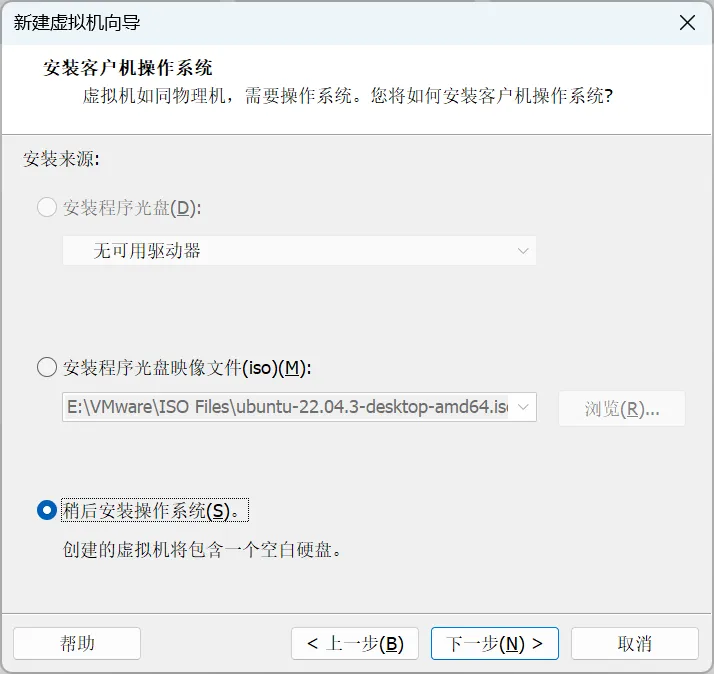 新建虚拟机向导
安装客户机操作系统
虚拟机如同物理机，需要操作系统。您将如何安装客户机操作系统?
安装来源:
安装程序光盘(D):
无可用驱动器
安装程序光盘映像文件(iso)(M):
E:\VMware\ISO Files\ubuntu-22.04.3-desktop-amd64.iso
浏览(R)...
稍后安装操作系统(S)。
创建的虚拟机将包含一个空白硬盘。
帮助
< 上一步(B)
下一步(N) >
取消